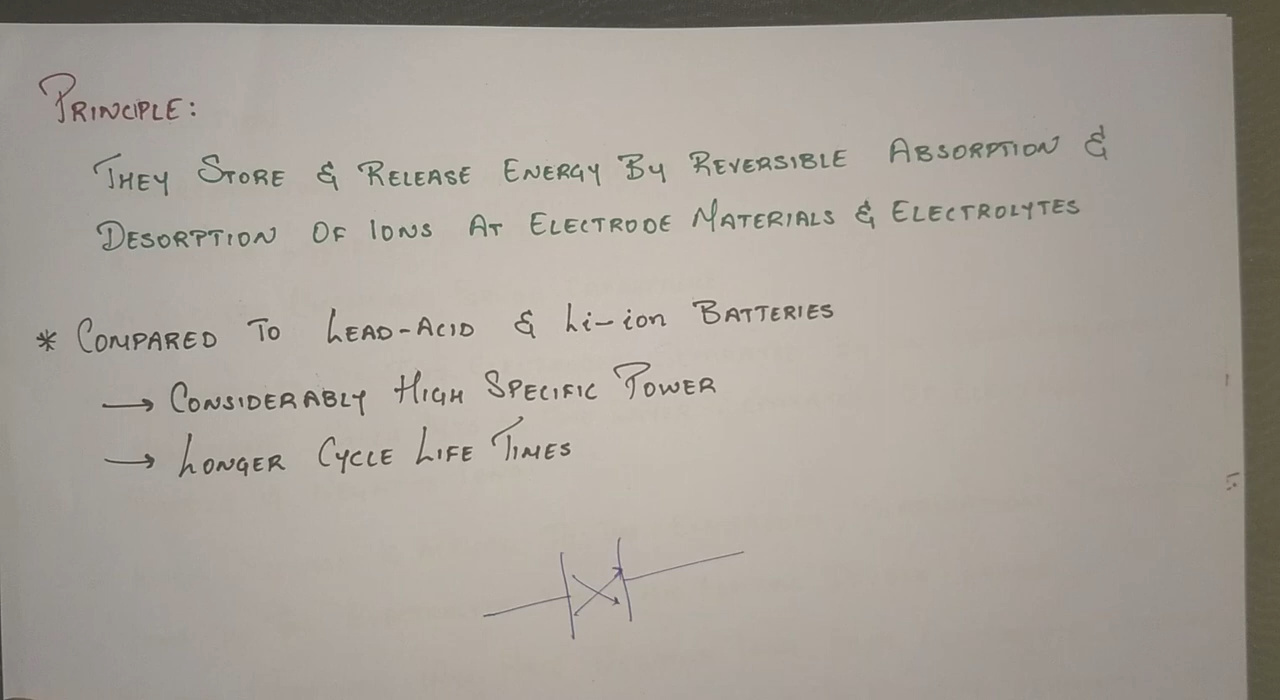 PRINCIPLE:
THEY STORE & RELEASE ENERGY BY REVERSIBLE ABSORPTION &
DESORPTION OF IONS AT ELECTRODE MATERIALS & ELECTROLYTES
* COMPARED TO LEAD-ACID & Li-ion BATTERIES
→ CONSIDERABLY HIGH SPECIFIC POWER
→ LONGER CYCLE LIFE TIMES